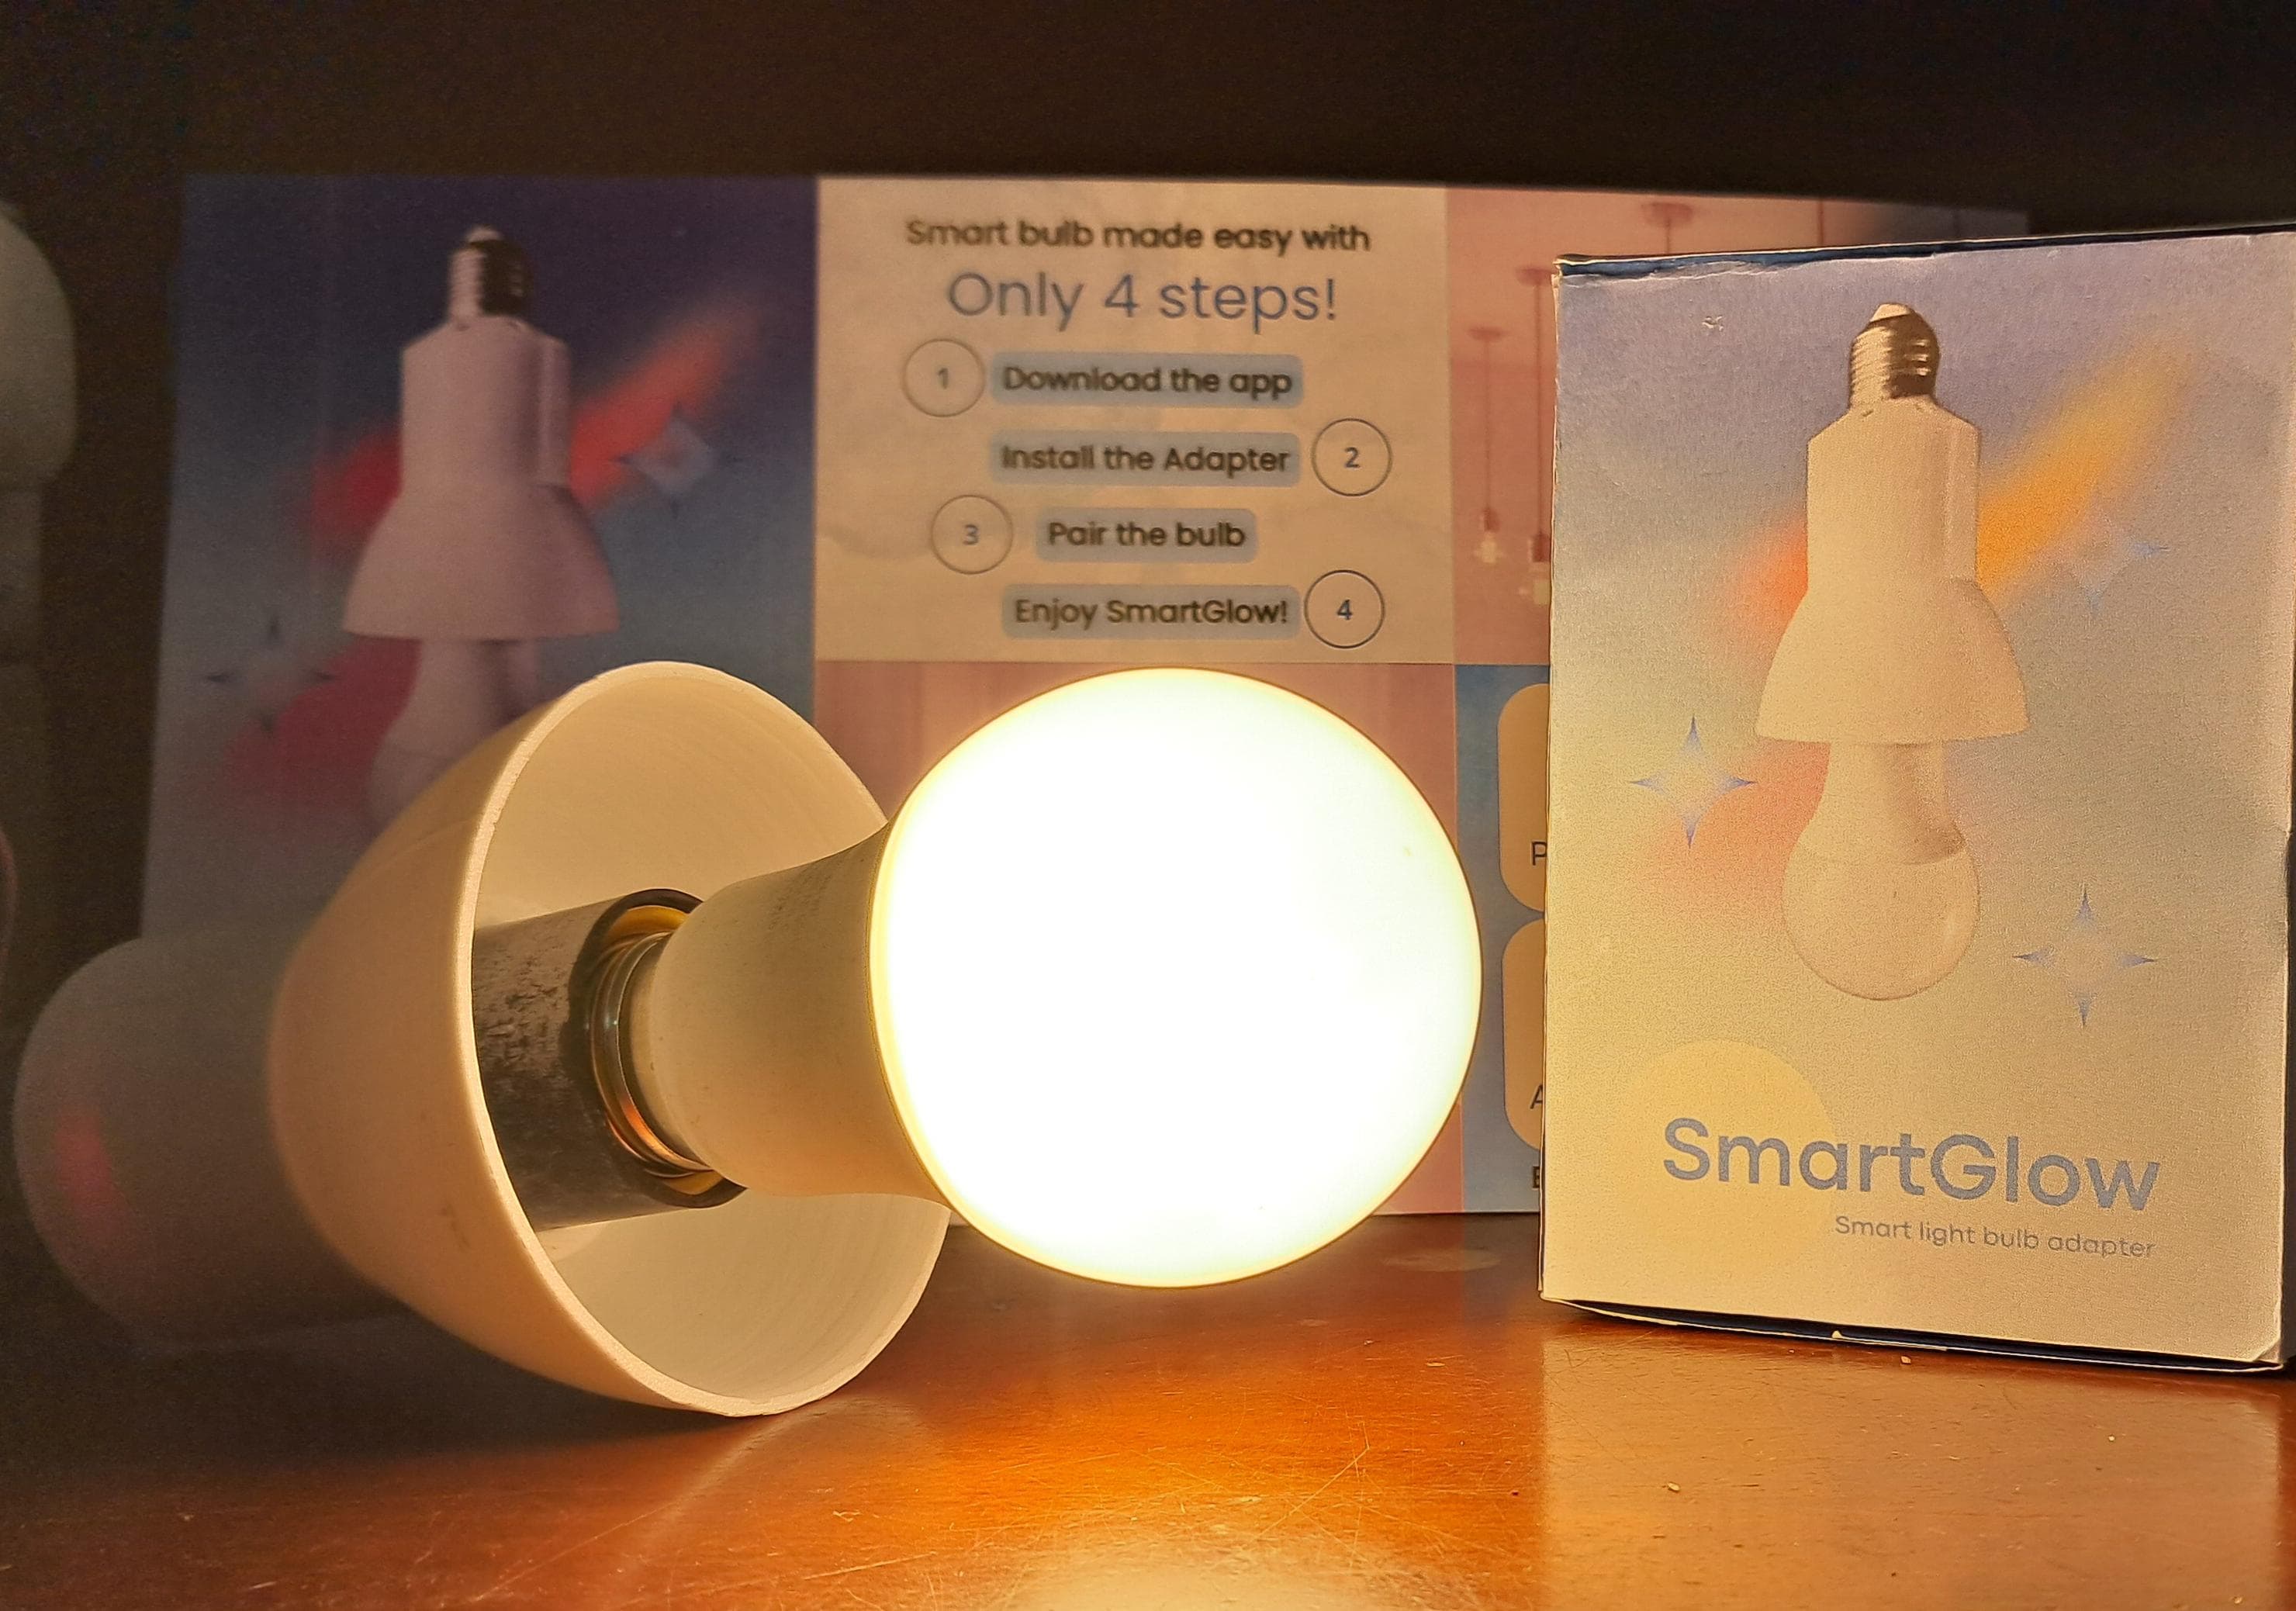 Smart bulb made easy with
Only 4 steps!
1 Download the app
Install the Adapter 2
3 Pair the bulb
Enjoy SmartGlow! 4
SmartGlow
Smart light bulb adapter